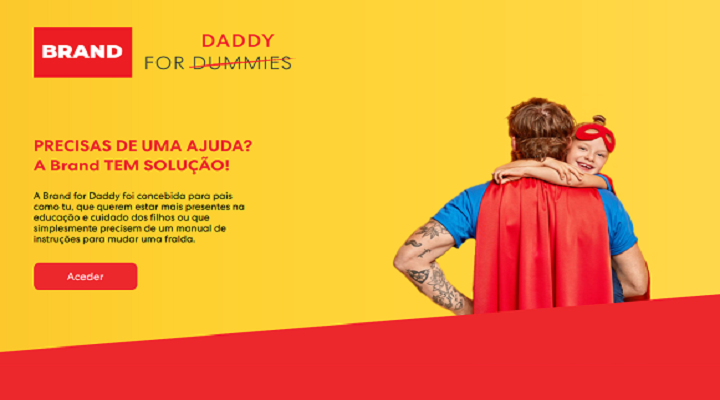 BRAND
DADDY
FOR DUMMIES
PRECISAS DE UMA AJUDA?
A Brand TEM SOLUÇÃO!
A Brand for Daddy foi concebida para pais
como tu, que querem estar mais presentes na
educação e cuidado dos filhos ou que
simplesmente precisem de um manual de
instruções para mudar uma fralda.
Aceder